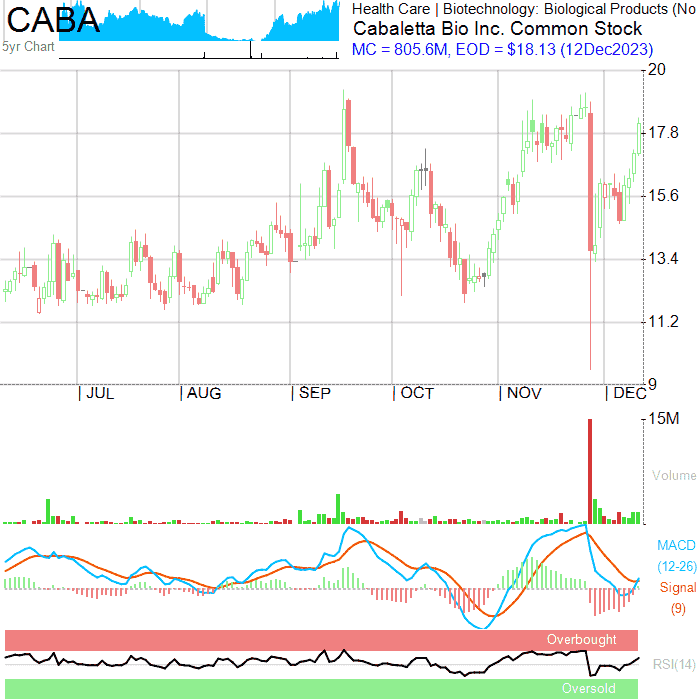 CABA
5yr Chart
Health Care | Biotechnology: Biological Products (No
Cabaletta Bio Inc. Common Stock
MC = 805.6M, EOD = $18.13 (12Dec2023)
20
17.8
15.6
13.4
11.2
9
| JUL | AUG | SEP | OCT | NOV | DEC
15M
Volume
MACD
(12-26)
Signal
(9)
Overbought
RSI(14)
Oversold